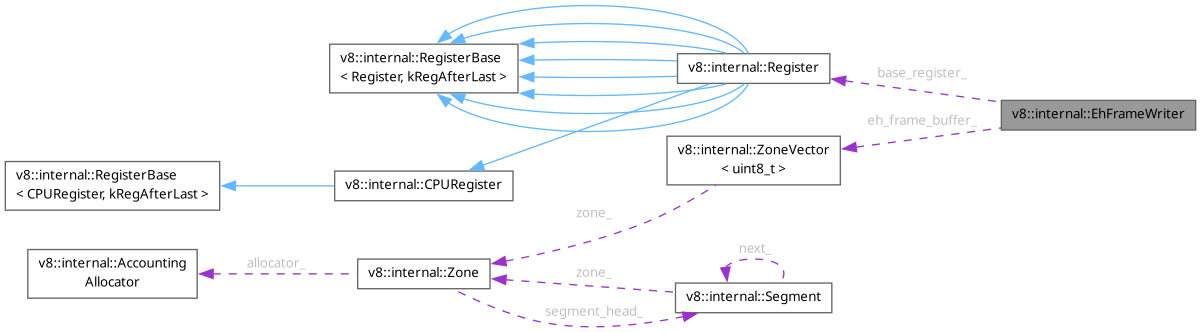 v8::internal::RegisterBase
< Register, kRegAfterLast >
v8::internal::Register
base_register_
v8::internal::EhFrameWriter
eh_frame_buffer_
v8::internal::ZoneVector
< uint8_t >
v8::internal::RegisterBase
< CPURegister, kRegAfterLast >
v8::internal::CPURegister
zone_
v8::internal::Accounting
Allocator
allocator_
v8::internal::Zone
zone_
next_
v8::internal::Segment
segment_head_